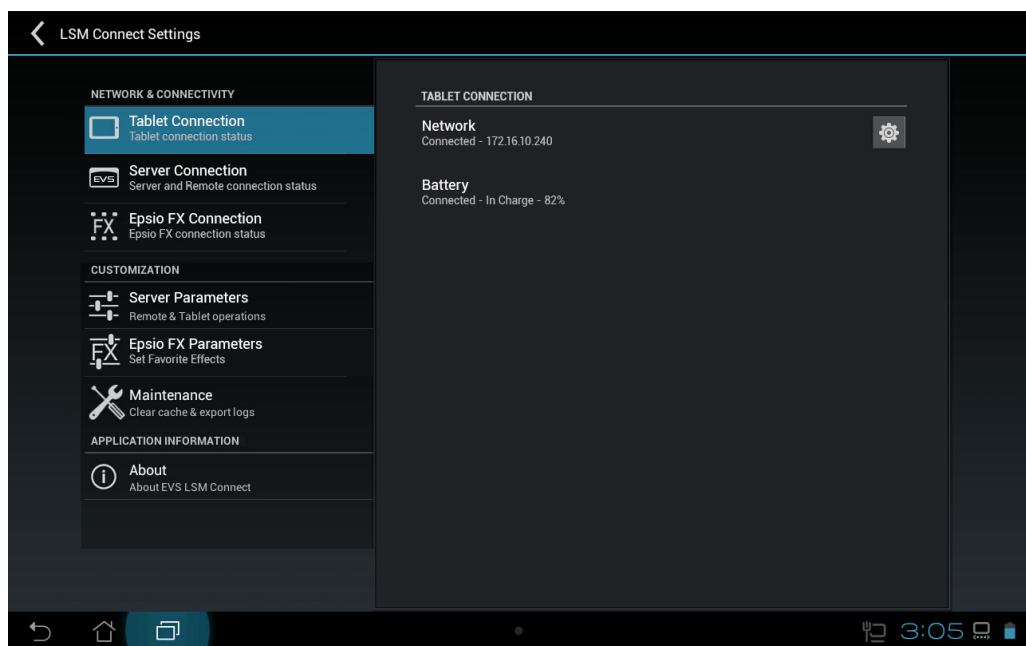 LSM Connect Settings
NETWORK & CONNECTIVITY
Tablet Connection
Tablet connection status
EVS
Server Connection
Server and Remote connection status
FX
Epsio FX Connection
Epsio FX connection status
CUSTOMIZATION
Server Parameters
Remote & Tablet operations
FX
Epsio FX Parameters
Set Favorite Effects
Maintenance
Clear cache & export logs
APPLICATION INFORMATION
About
About EVS LSM Connect
TABLET CONNECTION
Network
Connected - 172.16.10.240
Battery
Connected - In Charge - 82%
3:05